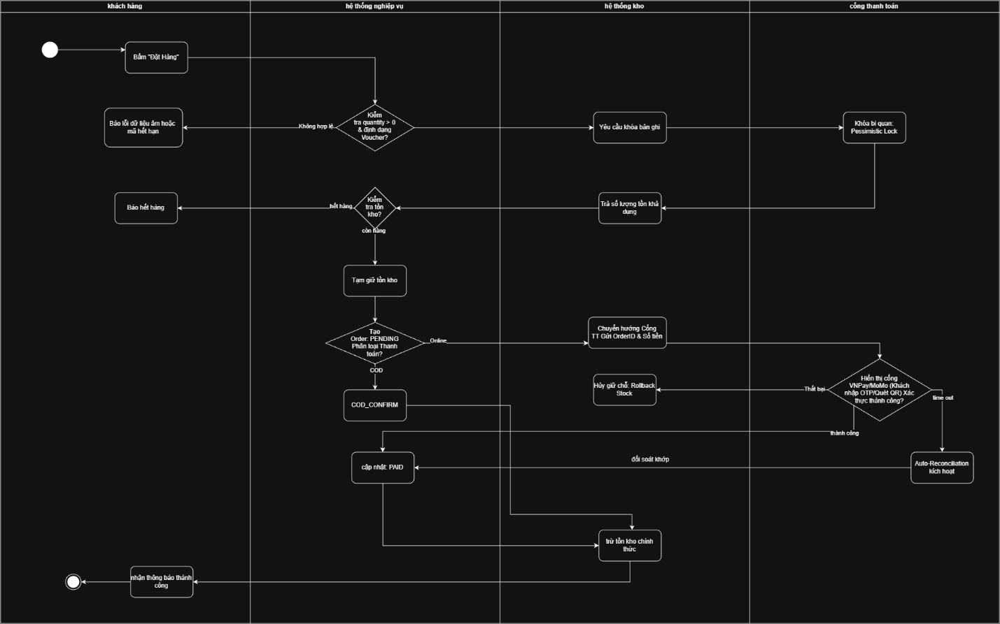 khách hàng
hệ thống nghiệp vụ
hệ thống kho
cổng thanh toán
Bấm "Đặt Hàng"
Kiểm
tra quantity > 0
& định dạng
Voucher?
Không hợp lệ
Báo lỗi dữ liệu âm hoặc
mã hết hạn
Yêu cầu khóa bản ghi
Khóa bi quan:
Pessimistic Lock
Báo hết hàng
hết hàng
Kiểm
tra tồn
kho?
còn hàng
Trả số lượng tồn khả
dụng
Tạm giữ tồn kho
Tạo
Order: PENDING
Phân loại Thanh
toán?
Online
COD
Chuyển hướng Cổng
TT Gửi OrderID & Số tiền
Hiển thị cổng
VNPay/MoMo (Khách
nhập OTP/Quét QR) Xác
thực thành công?
Thất bại
time out
thành công
Hủy giữ chỗ: Rollback
Stock
COD_CONFIRM
cập nhật: PAID
đối soát khớp
Auto-Reconciliation
kích hoạt
trừ tồn kho chính
thức
nhận thông báo thành
công